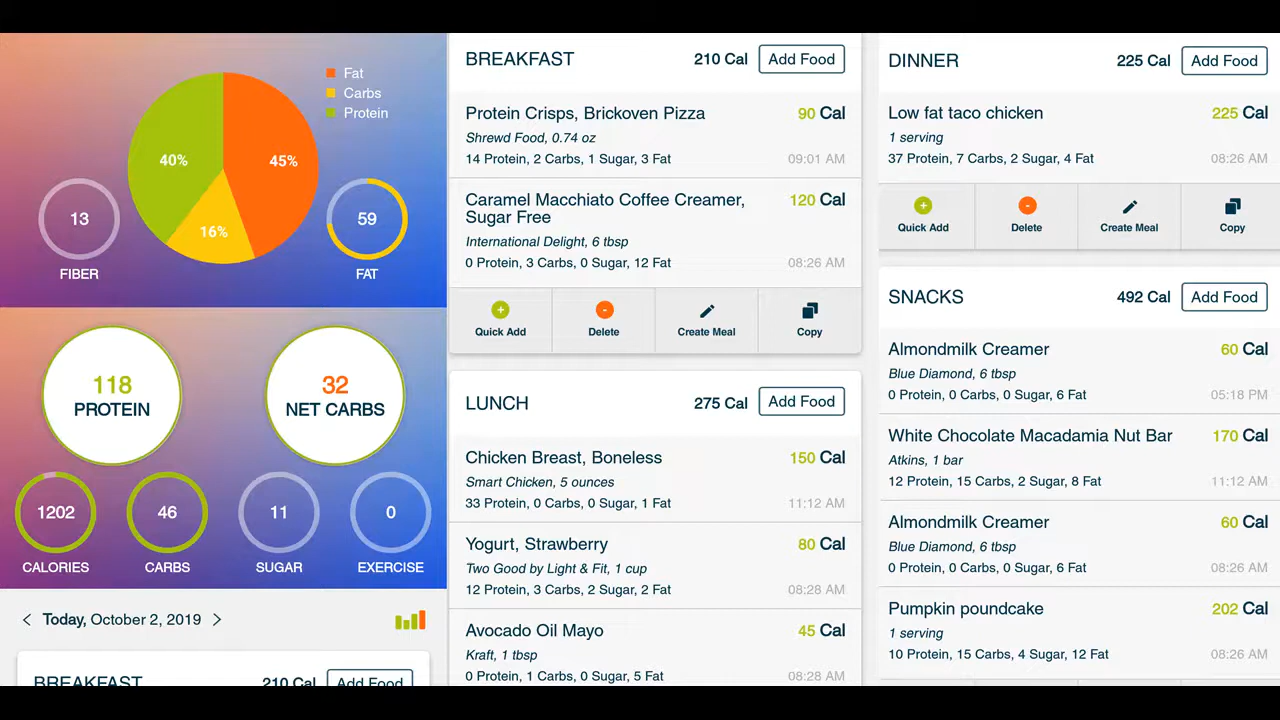 Fat
Carbs
Protein
40%
45%
16%
13
FIBER
59
FAT
118
PROTEIN
32
NET CARBS
1202
CALORIES
46
CARBS
11
SUGAR
0
EXERCISE
< Today, October 2, 2019 >
BREAKFAST 210 Cal Add Food
BREAKFAST 210 Cal Add Food
Protein Crisps, Brickoven Pizza 90 Cal
Shrewd Food, 0.74 oz
14 Protein, 2 Carbs, 1 Sugar, 3 Fat 09:01 AM
Caramel Macchiato Coffee Creamer, 120 Cal
Sugar Free
International Delight, 6 tbsp
0 Protein, 3 Carbs, 0 Sugar, 12 Fat 08:26 AM
Quick Add Delete Create Meal Copy
LUNCH 275 Cal Add Food
Chicken Breast, Boneless 150 Cal
Smart Chicken, 5 ounces
33 Protein, 0 Carbs, 0 Sugar, 1 Fat 11:12 AM
Yogurt, Strawberry 80 Cal
Two Good by Light & Fit, 1 cup
12 Protein, 3 Carbs, 2 Sugar, 2 Fat 08:28 AM
Avocado Oil Mayo 45 Cal
Kraft, 1 tbsp
0 Protein, 1 Carbs, 0 Sugar, 5 Fat 08:28 AM
DINNER 225 Cal Add Food
Low fat taco chicken 225 Cal
1 serving
37 Protein, 7 Carbs, 2 Sugar, 4 Fat 08:26 AM
Quick Add Delete Create Meal Copy
SNACKS 492 Cal Add Food
Almondmilk Creamer 60 Cal
Blue Diamond, 6 tbsp
0 Protein, 0 Carbs, 0 Sugar, 6 Fat 05:18 PM
White Chocolate Macadamia Nut Bar 170 Cal
Atkins, 1 bar
12 Protein, 15 Carbs, 2 Sugar, 8 Fat 11:12 AM
Almondmilk Creamer 60 Cal
Blue Diamond, 6 tbsp
0 Protein, 0 Carbs, 0 Sugar, 6 Fat 08:26 AM
Pumpkin poundcake 202 Cal
1 serving
10 Protein, 15 Carbs, 4 Sugar, 12 Fat 08:26 AM